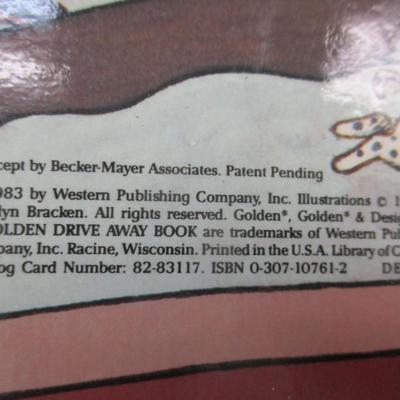 cept by Becker-Mayer Associates. Patent Pending
983 by Western Publishing Company, Inc. Illustrations © 1
lyn Bracken. All rights reserved. Golden®, Golden® & Desig
OLDEN DRIVE AWAY BOOK are trademarks of Western Pub
pany, Inc. Racine, Wisconsin. Printed in the U.S.A. Library of C
log Card Number: 82-83117. ISBN 0-307-10761-2 DE